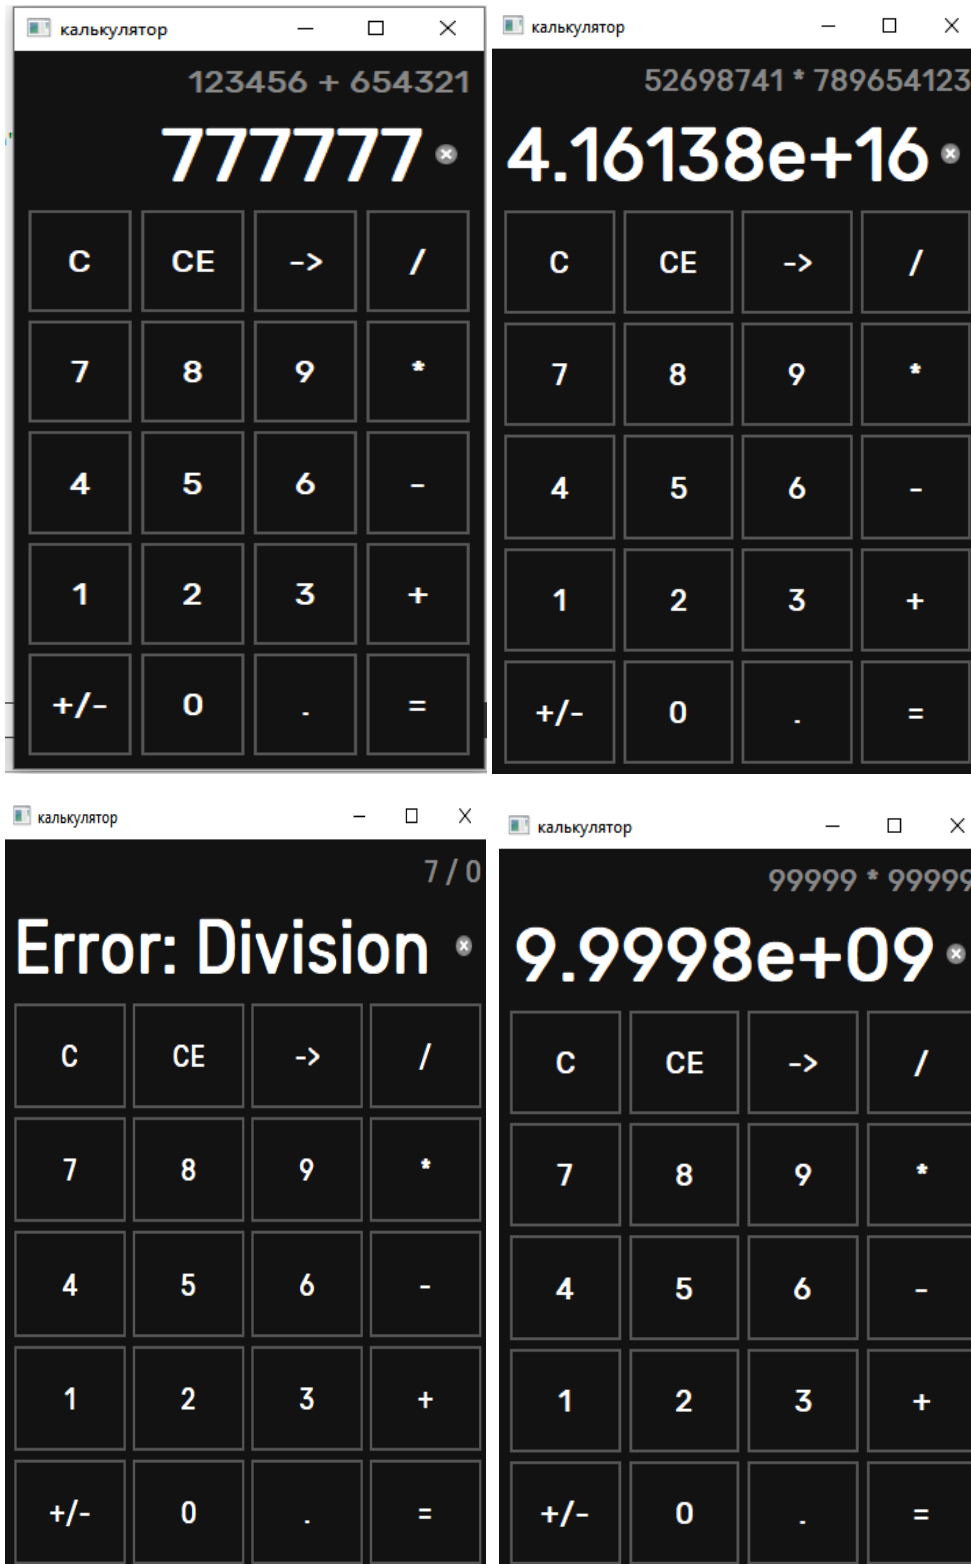 калькулятор
123456 + 654321
777777
C CE -> /
7 8 9 *
4 5 6 -
1 2 3 +
+/- 0 . =
калькулятор
52698741 * 789654123
4.16138e+16
C CE -> /
7 8 9 *
4 5 6 -
1 2 3 +
+/- 0 . =
калькулятор
7 / 0
Error: Division
C CE -> /
7 8 9 *
4 5 6 -
1 2 3 +
+/- 0 . =
калькулятор
99999 * 99999
9.9998e+09
C CE -> /
7 8 9 *
4 5 6 -
1 2 3 +
+/- 0 . =